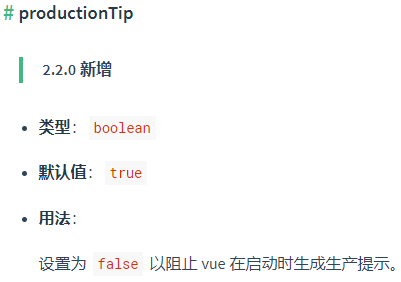 # productionTip
2.2.0 新增
类型： boolean
默认值： true
用法：
设置为 false 以阻止 vue 在启动时生成生产提示。